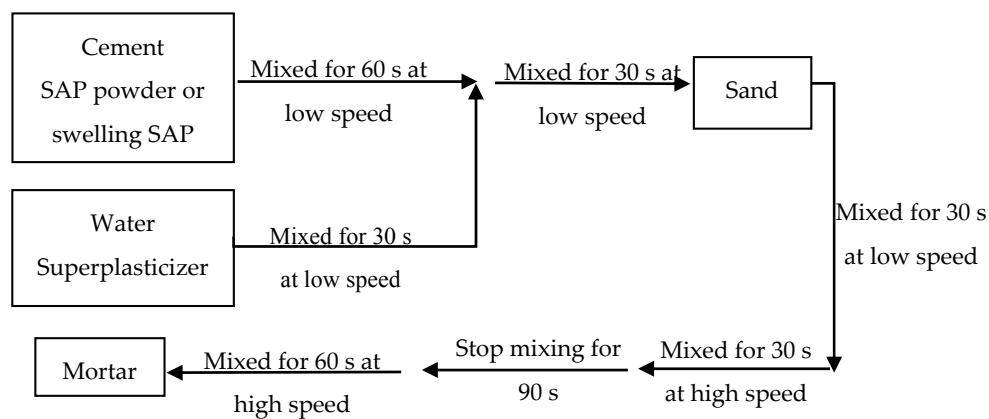 Cement
SAP powder or
swelling SAP
Mixed for 60 s at
low speed
Mixed for 30 s at
low speed
Sand
Water
Superplasticizer
Mixed for 30 s
at low speed
Mixed for 30 s
at low speed
Mixed for 30 s
at high speed
Stop mixing for
90 s
Mixed for 60 s at
high speed
Mortar